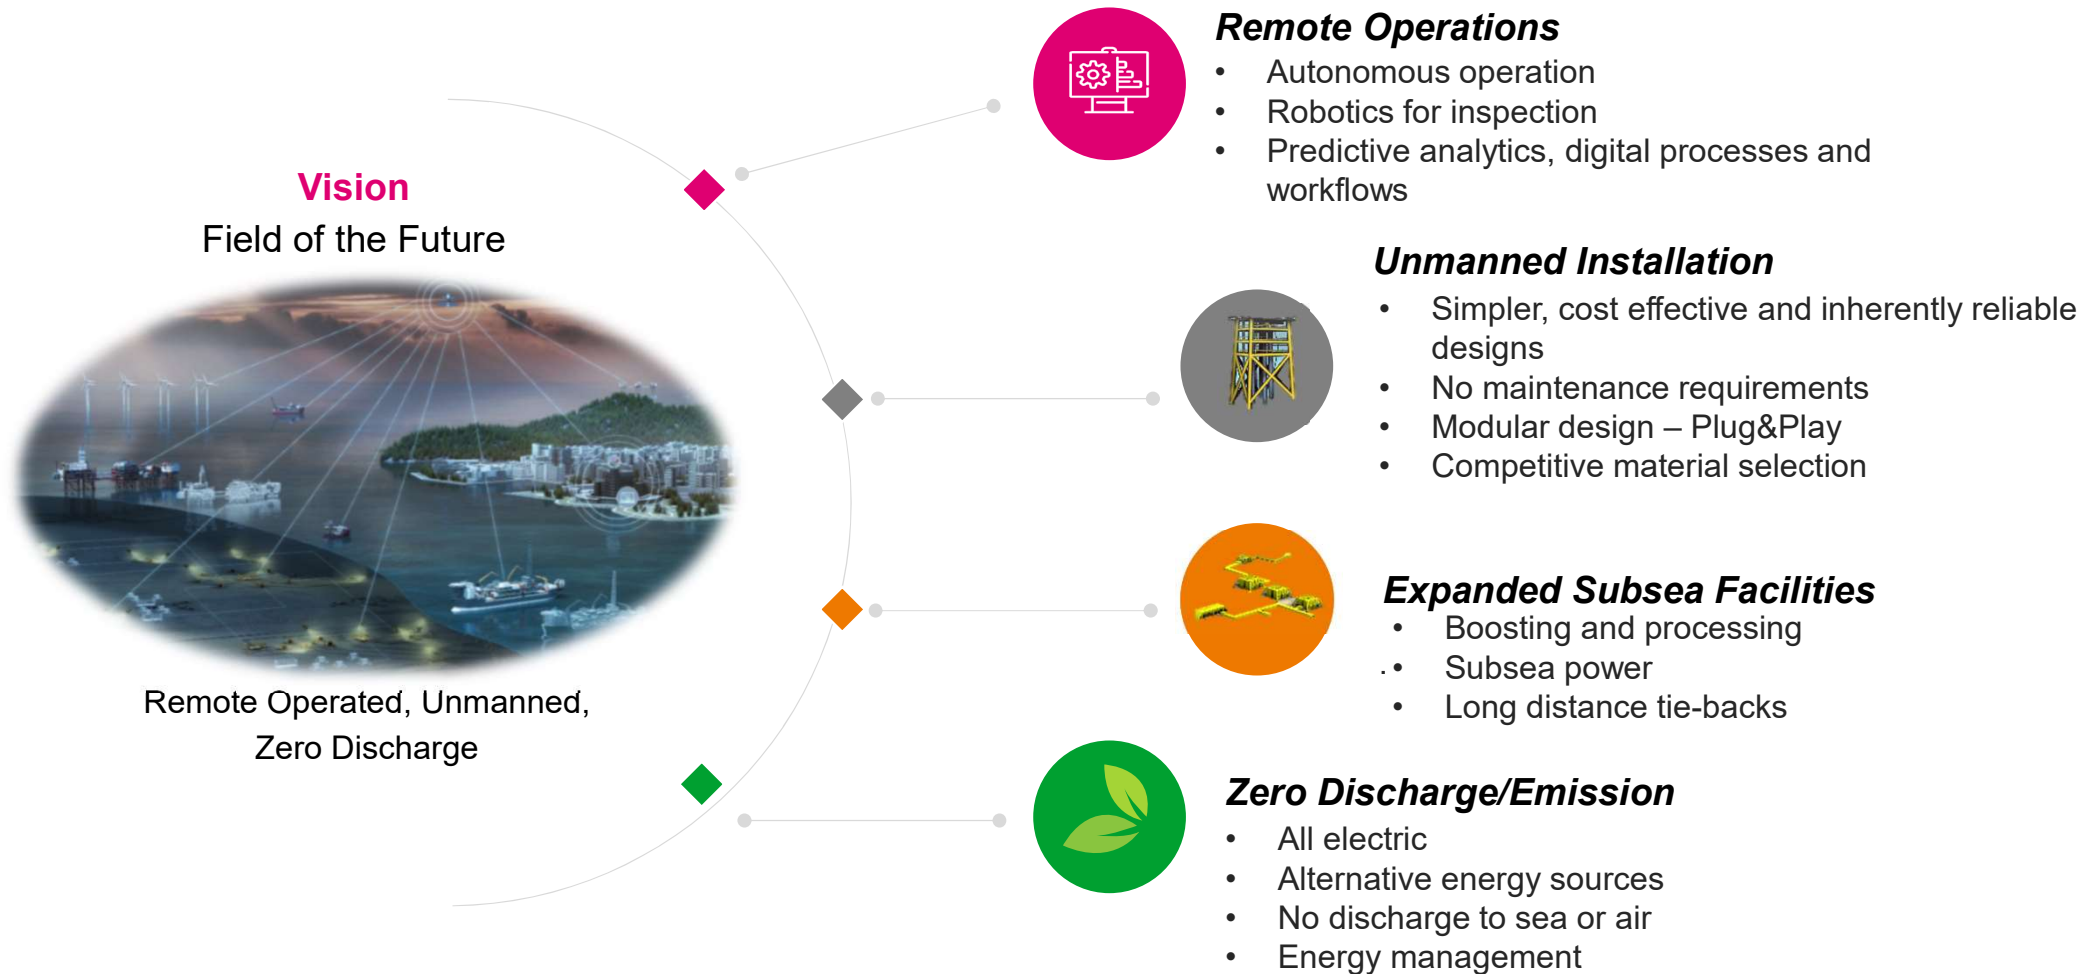 Vision
Field of the Future
Remote Operated, Unmanned,
Zero Discharge
Remote Operations
• Autonomous operation
• Robotics for inspection
• Predictive analytics, digital processes and
workflows
Unmanned Installation
• Simpler, cost effective and inherently reliable
designs
• No maintenance requirements
• Modular design – Plug&Play
• Competitive material selection
Expanded Subsea Facilities
• Boosting and processing
• Subsea power
• Long distance tie-backs
Zero Discharge/Emission
• All electric
• Alternative energy sources
• No discharge to sea or air
• Energy management